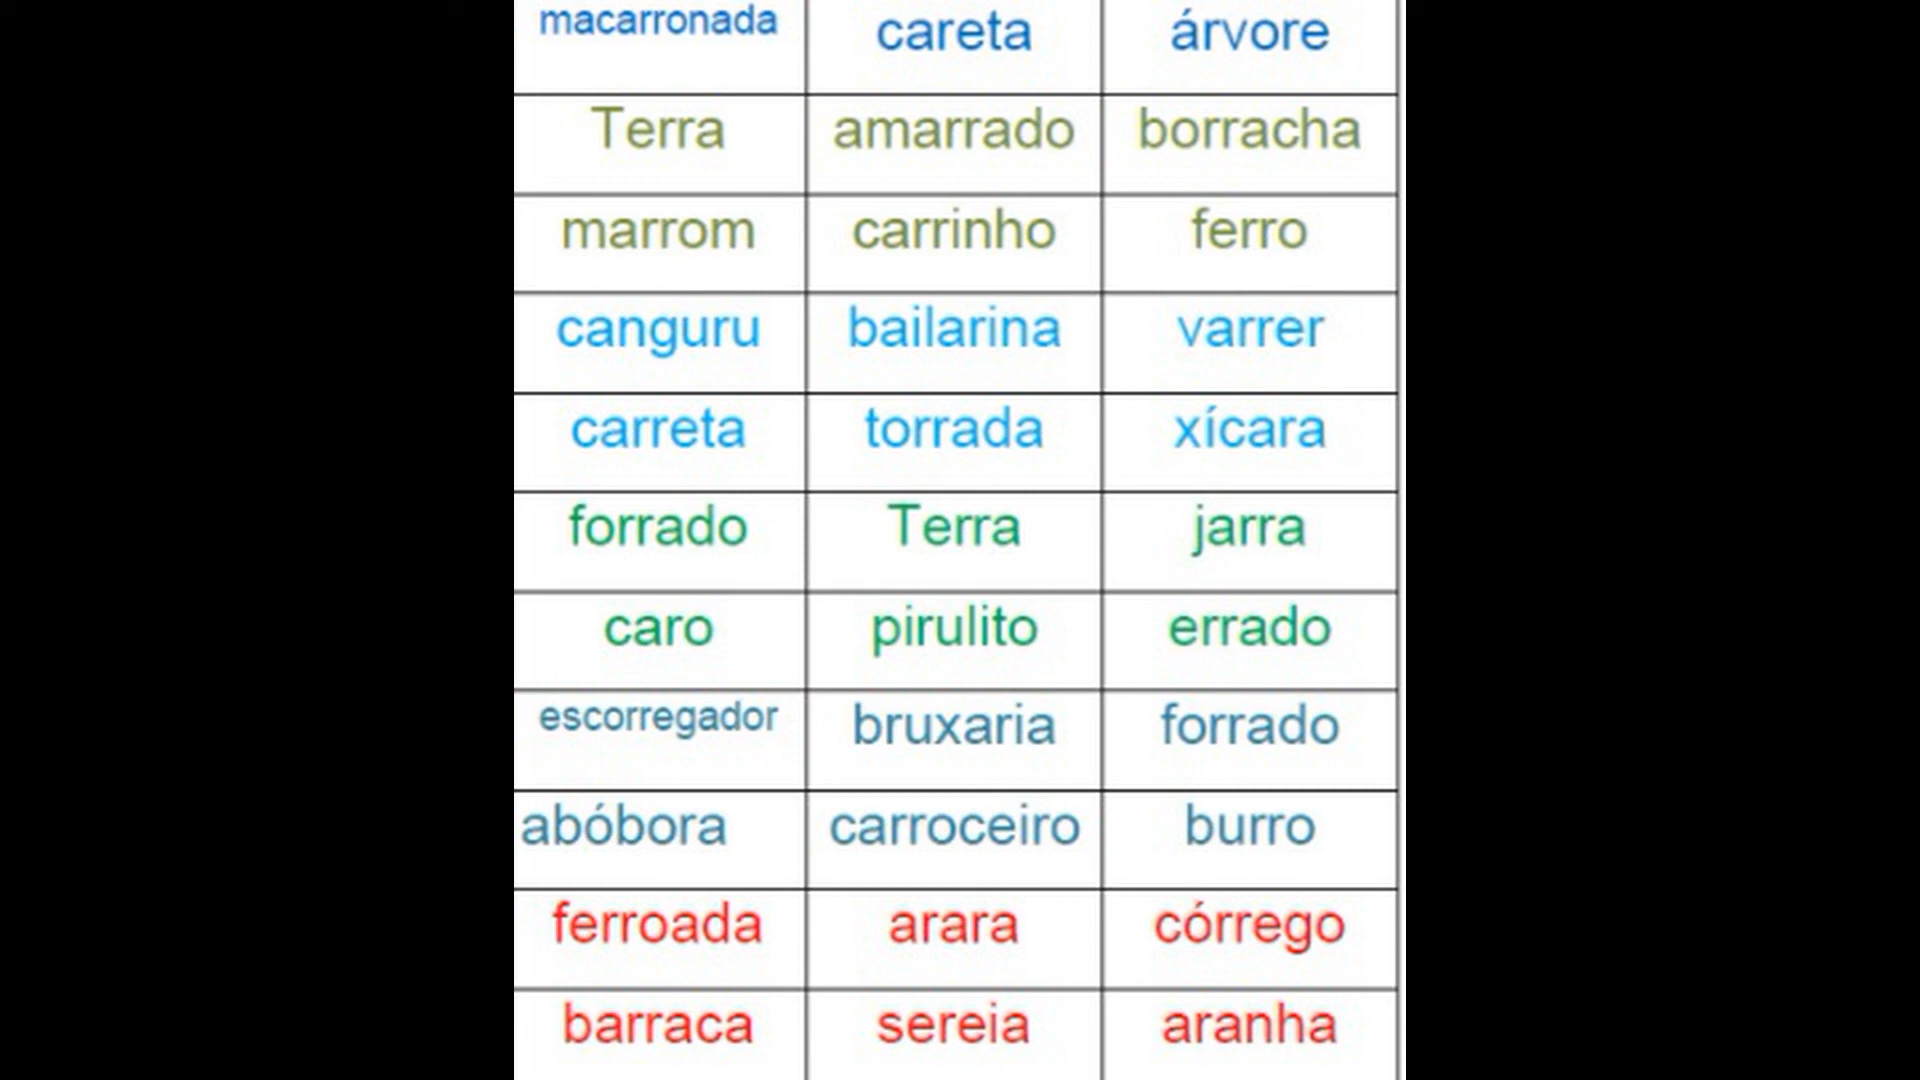 macarronada careta árvore
Terra amarrado borracha
marrom carrinho ferro
canguru bailarina varrer
carreta torrada xícara
forrado Terra jarra
caro pirulito errado
escorregador bruxaria forrado
abóbora carroceiro burro
ferroada arara córrego
barraca sereia aranha